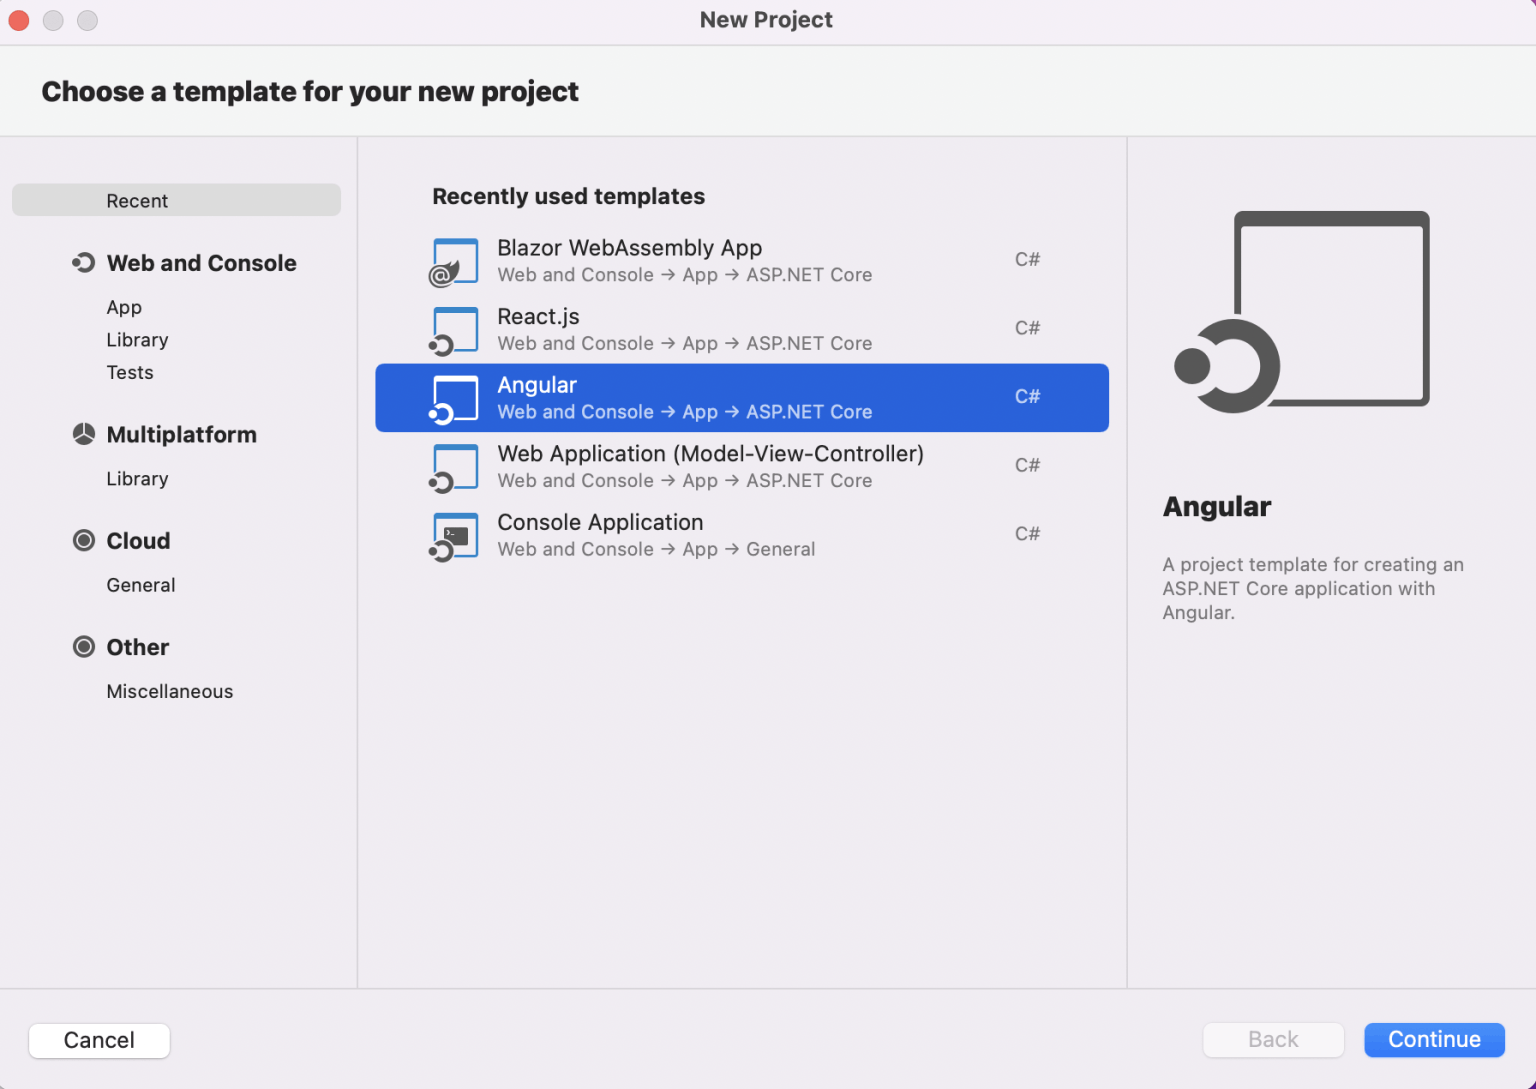 New Project
Choose a template for your new project
Recent
Web and Console
App
Library
Tests
Multiplatform
Library
Cloud
General
Other
Miscellaneous
Recently used templates
Blazor WebAssembly App
Web and Console → App → ASP.NET Core
C#
React.js
Web and Console → App → ASP.NET Core
C#
Angular
Web and Console → App → ASP.NET Core
C#
Web Application (Model-View-Controller)
Web and Console → App → ASP.NET Core
C#
Console Application
Web and Console → App → General
C#
Angular
A project template for creating an
ASP.NET Core application with
Angular.
Cancel
Back
Continue